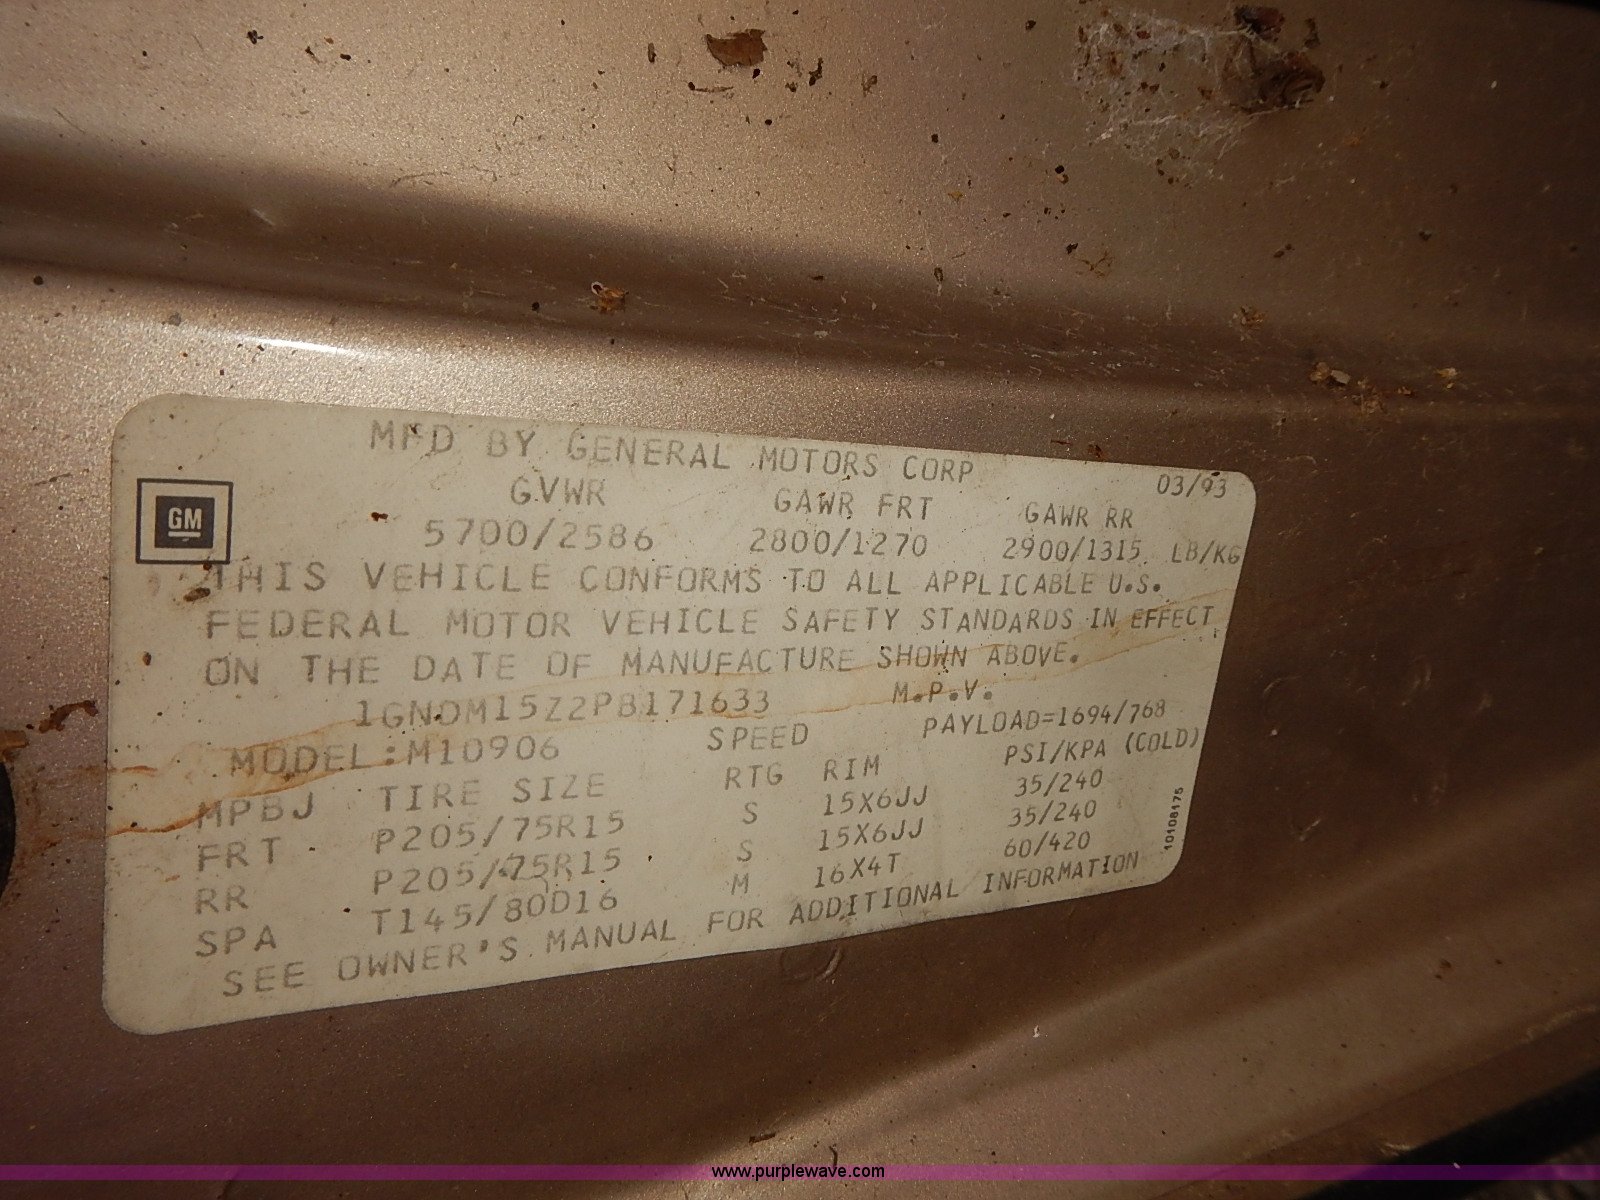 MFD BY GENERAL MOTORS CORP 03/93
GVWR GAWR FRT GAWR RR
5700/2586 2800/1270 2900/1315 LB/KG
GM
THIS VEHICLE CONFORMS TO ALL APPLICABLE U.S.
FEDERAL MOTOR VEHICLE SAFETY STANDARDS IN EFFECT
ON THE DATE OF MANUFACTURE SHOWN ABOVE.
1GNDM15Z2PB171633 M.P.V.
MODEL:M10906 SPEED PAYLOAD=1694/768
MPBJ TIRE SIZE RTG RIM PSI/KPA (COLD)
FRT P205/75R15 S 15X6JJ 35/240
RR P205/75R15 S 15X6JJ 35/240
SPA T145/80D16 M 16X4T 60/420
SEE OWNER'S MANUAL FOR ADDITIONAL INFORMATION
10108175
www.purplewave.com